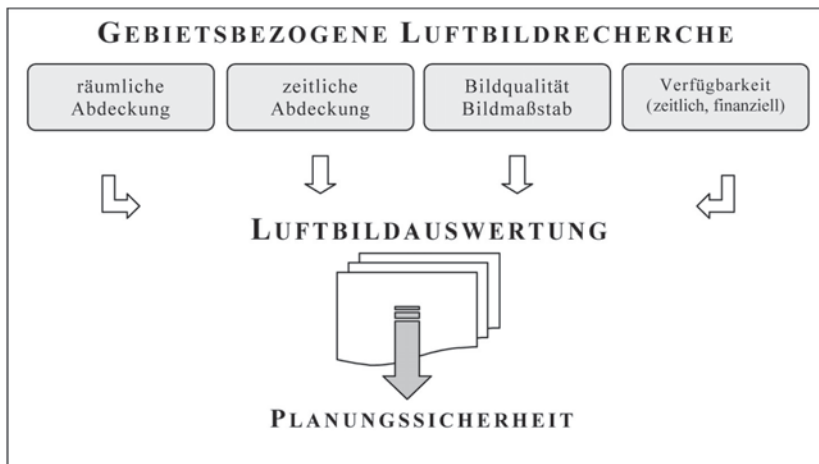 GEBIETSBEZOGENE LUFTBILDRECHERCHE
räumliche
Abdeckung
zeitliche
Abdeckung
Bildqualität
Bildmaßstab
Verfügbarkeit
(zeitlich, finanziell)
LUFTBILDAUSWERTUNG
PLANUNGSSICHERHEIT